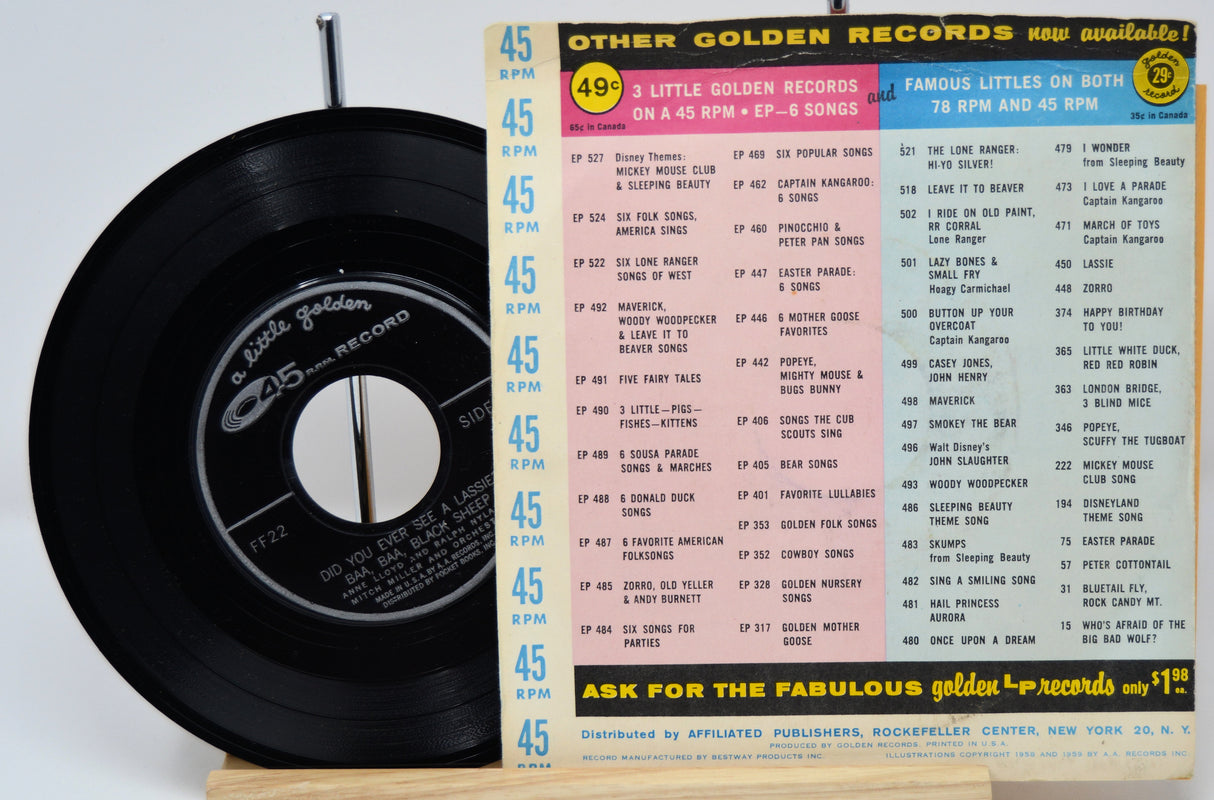 a little golden
45 R.P.M. RECORD
SIDE
FF22
DID YOU EVER SEE A LASSIE
BAA, BAA, BLACK SHEEP
ANNE LLOYD AND RALPH NYLA
MITCH MILLER AND ORCHEST
MADE IN U.S.A. BY A.A. RECORDS, INC.
DISTRIBUTED BY POCKET BOOKS, INC.
45
RPM
45
RPM
45
RPM
45
RPM
45
RPM
45
RPM
45
RPM
45
RPM
45
RPM
45
RPM
OTHER GOLDEN RECORDS now available!
49¢
65¢ in Canada
3 LITTLE GOLDEN RECORDS
ON A 45 RPM • EP—6 SONGS
and
FAMOUS LITTLES ON BOTH
78 RPM AND 45 RPM
golden
29¢
record
35¢ in Canada
EP 527 Disney Themes:
MICKEY MOUSE CLUB
& SLEEPING BEAUTY
EP 524 SIX FOLK SONGS,
AMERICA SINGS
EP 522 SIX LONE RANGER
SONGS OF WEST
EP 492 MAVERICK,
WOODY WOODPECKER
& LEAVE IT TO
BEAVER SONGS
EP 491 FIVE FAIRY TALES
EP 490 3 LITTLE—PIGS—
FISHES—KITTENS
EP 489 6 SOUSA PARADE
SONGS & MARCHES
EP 488 6 DONALD DUCK
SONGS
EP 487 6 FAVORITE AMERICAN
FOLKSONGS
EP 485 ZORRO, OLD YELLER
& ANDY BURNETT
EP 484 SIX SONGS FOR
PARTIES
EP 469 SIX POPULAR SONGS
EP 462 CAPTAIN KANGAROO:
6 SONGS
EP 460 PINOCCHIO &
PETER PAN SONGS
EP 447 EASTER PARADE:
6 SONGS
EP 446 6 MOTHER GOOSE
FAVORITES
EP 442 POPEYE,
MIGHTY MOUSE &
BUGS BUNNY
EP 406 SONGS THE CUB
SCOUTS SING
EP 405 BEAR SONGS
EP 401 FAVORITE LULLABIES
EP 353 GOLDEN FOLK SONGS
EP 352 COWBOY SONGS
EP 328 GOLDEN NURSERY
SONGS
EP 317 GOLDEN MOTHER
GOOSE
521 THE LONE RANGER:
HI-YO SILVER!
518 LEAVE IT TO BEAVER
502 I RIDE ON OLD PAINT,
RR CORRAL
Lone Ranger
501 LAZY BONES &
SMALL FRY
Hoagy Carmichael
500 BUTTON UP YOUR
OVERCOAT
Captain Kangaroo
499 CASEY JONES,
JOHN HENRY
498 MAVERICK
497 SMOKEY THE BEAR
496 Walt Disney's
JOHN SLAUGHTER
493 WOODY WOODPECKER
486 SLEEPING BEAUTY
THEME SONG
483 SKUMPS
from Sleeping Beauty
482 SING A SMILING SONG
481 HAIL PRINCESS
AURORA
480 ONCE UPON A DREAM
479 I WONDER
from Sleeping Beauty
473 I LOVE A PARADE
Captain Kangaroo
471 MARCH OF TOYS
Captain Kangaroo
450 LASSIE
448 ZORRO
374 HAPPY BIRTHDAY
TO YOU!
365 LITTLE WHITE DUCK,
RED RED ROBIN
363 LONDON BRIDGE,
3 BLIND MICE
346 POPEYE,
SCUFFY THE TUGBOAT
222 MICKEY MOUSE
CLUB SONG
194 DISNEYLAND
THEME SONG
75 EASTER PARADE
57 PETER COTTONTAIL
31 BLUETAIL FLY,
ROCK CANDY MT.
15 WHO'S AFRAID OF THE
BIG BAD WOLF?
ASK FOR THE FABULOUS golden LP records only $1.98 ea.
Distributed by AFFILIATED PUBLISHERS, ROCKEFELLER CENTER, NEW YORK 20, N. Y.
PRODUCED BY GOLDEN RECORDS. PRINTED IN U.S.A.
RECORD MANUFACTURED BY BESTWAY PRODUCTS INC. ILLUSTRATIONS COPYRIGHT 1958 AND 1959 BY A.A. RECORDS INC.